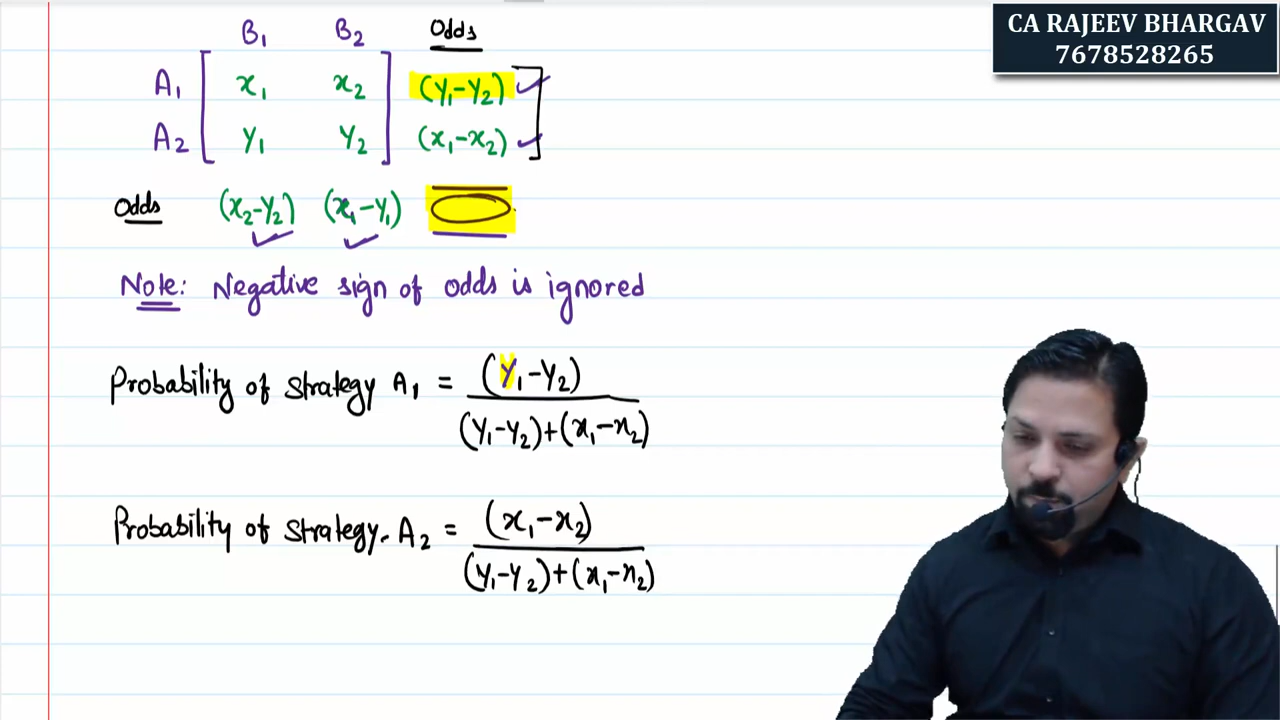 CA RAJEEV BHARGAV
7678528265
B₁ B₂ Odds
A₁ x₁ x₂ (y₁-y₂)
A₂ y₁ y₂ (x₁-x₂)
Odds (x₂-y₂) (x₁-y₁)
Note: Negative sign of odds is ignored
Probability of strategy A₁ = (y₁-y₂)
(y₁-y₂)+(x₁-x₂)
Probability of strategy. A₂ = (x₁-x₂)
(y₁-y₂)+(x₁-x₂)